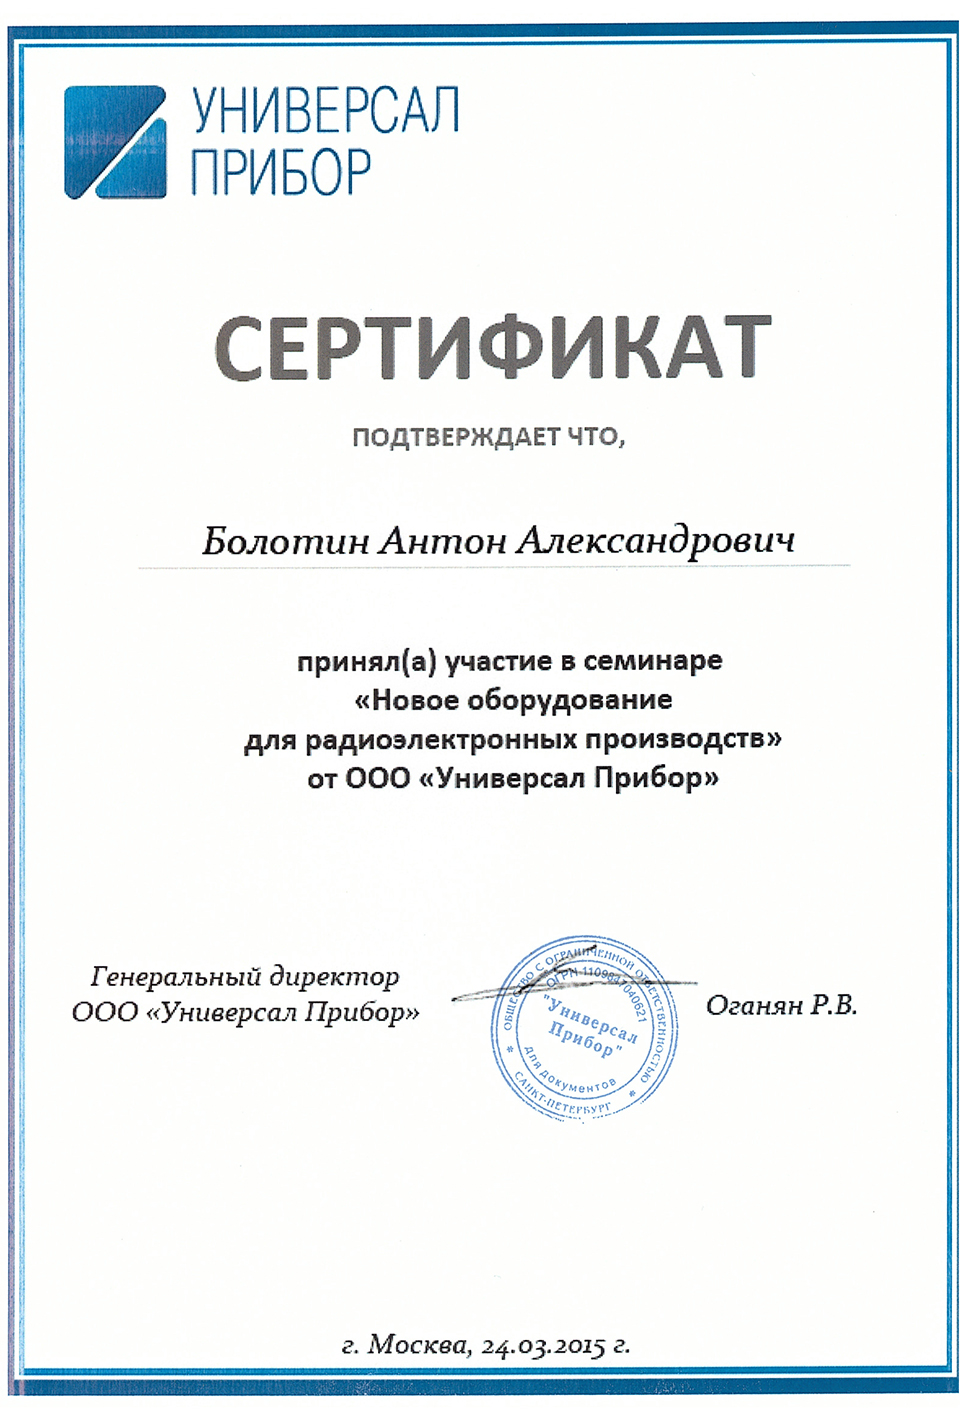 УНИВЕРСАЛ
ПРИБОР
СЕРТИФИКАТ
ПОДТВЕРЖДАЕТ ЧТО,
Болотин Антон Александрович
принял(а) участие в семинаре
«Новое оборудование
для радиоэлектронных производств»
от ООО «Универсал Прибор»
Генеральный директор
ООО «Универсал Прибор»
ОБЩЕСТВО С ОГРАНИЧЕННОЙ ОТВЕТСТВЕННОСТЬЮ
ОГРН 1109847040621
"Универсал
Прибор"
для документов
* САНКТ-ПЕТЕРБУРГ *
Оганян Р.В.
г. Москва, 24.03.2015 г.